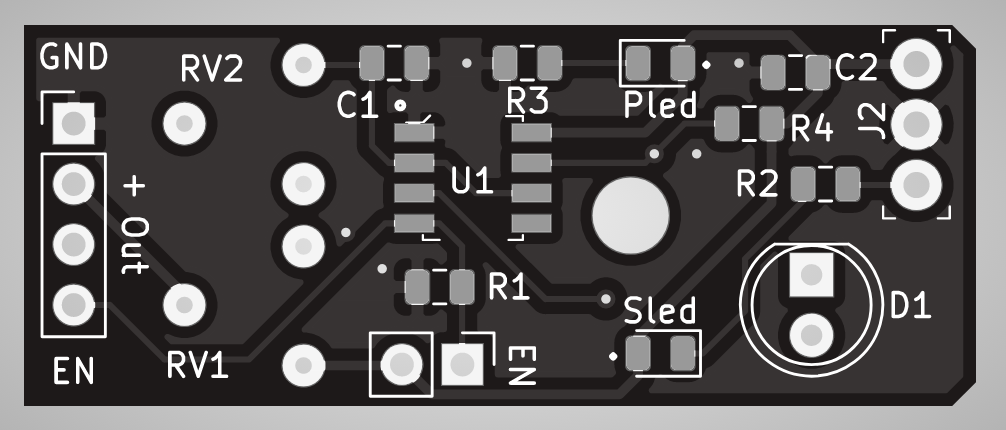 GND
RV2
C2
C1
R3
Pled
J2
R4
+
Out
U1
R2
R1
Sled
D1
EN
RV1
EN